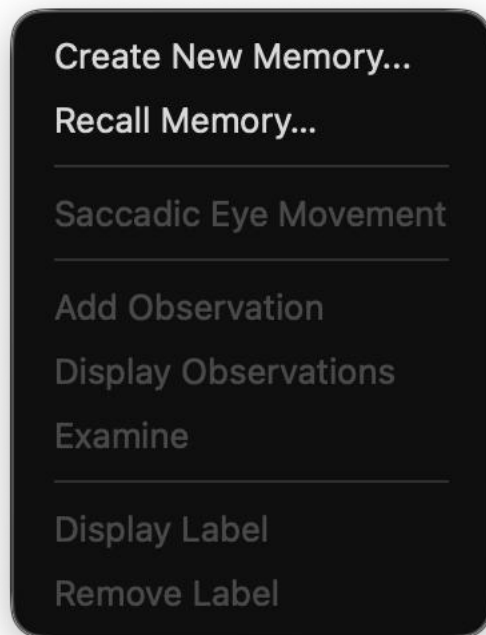 Create New Memory...
Recall Memory...
Saccadic Eye Movement
Add Observation
Display Observations
Examine
Display Label
Remove Label